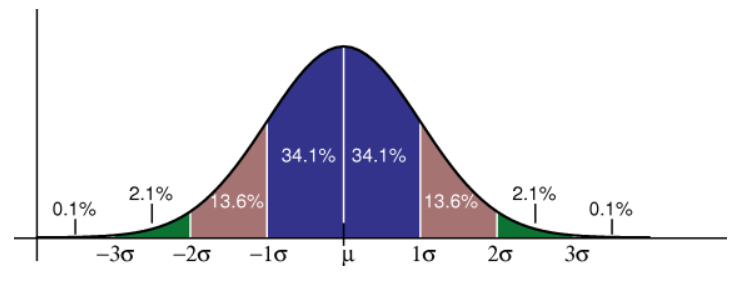 34.1% 34.1%
2.1% 13.6% 13.6% 2.1%
0.1% 0.1%
−3σ −2σ −1σ μ 1σ 2σ 3σ